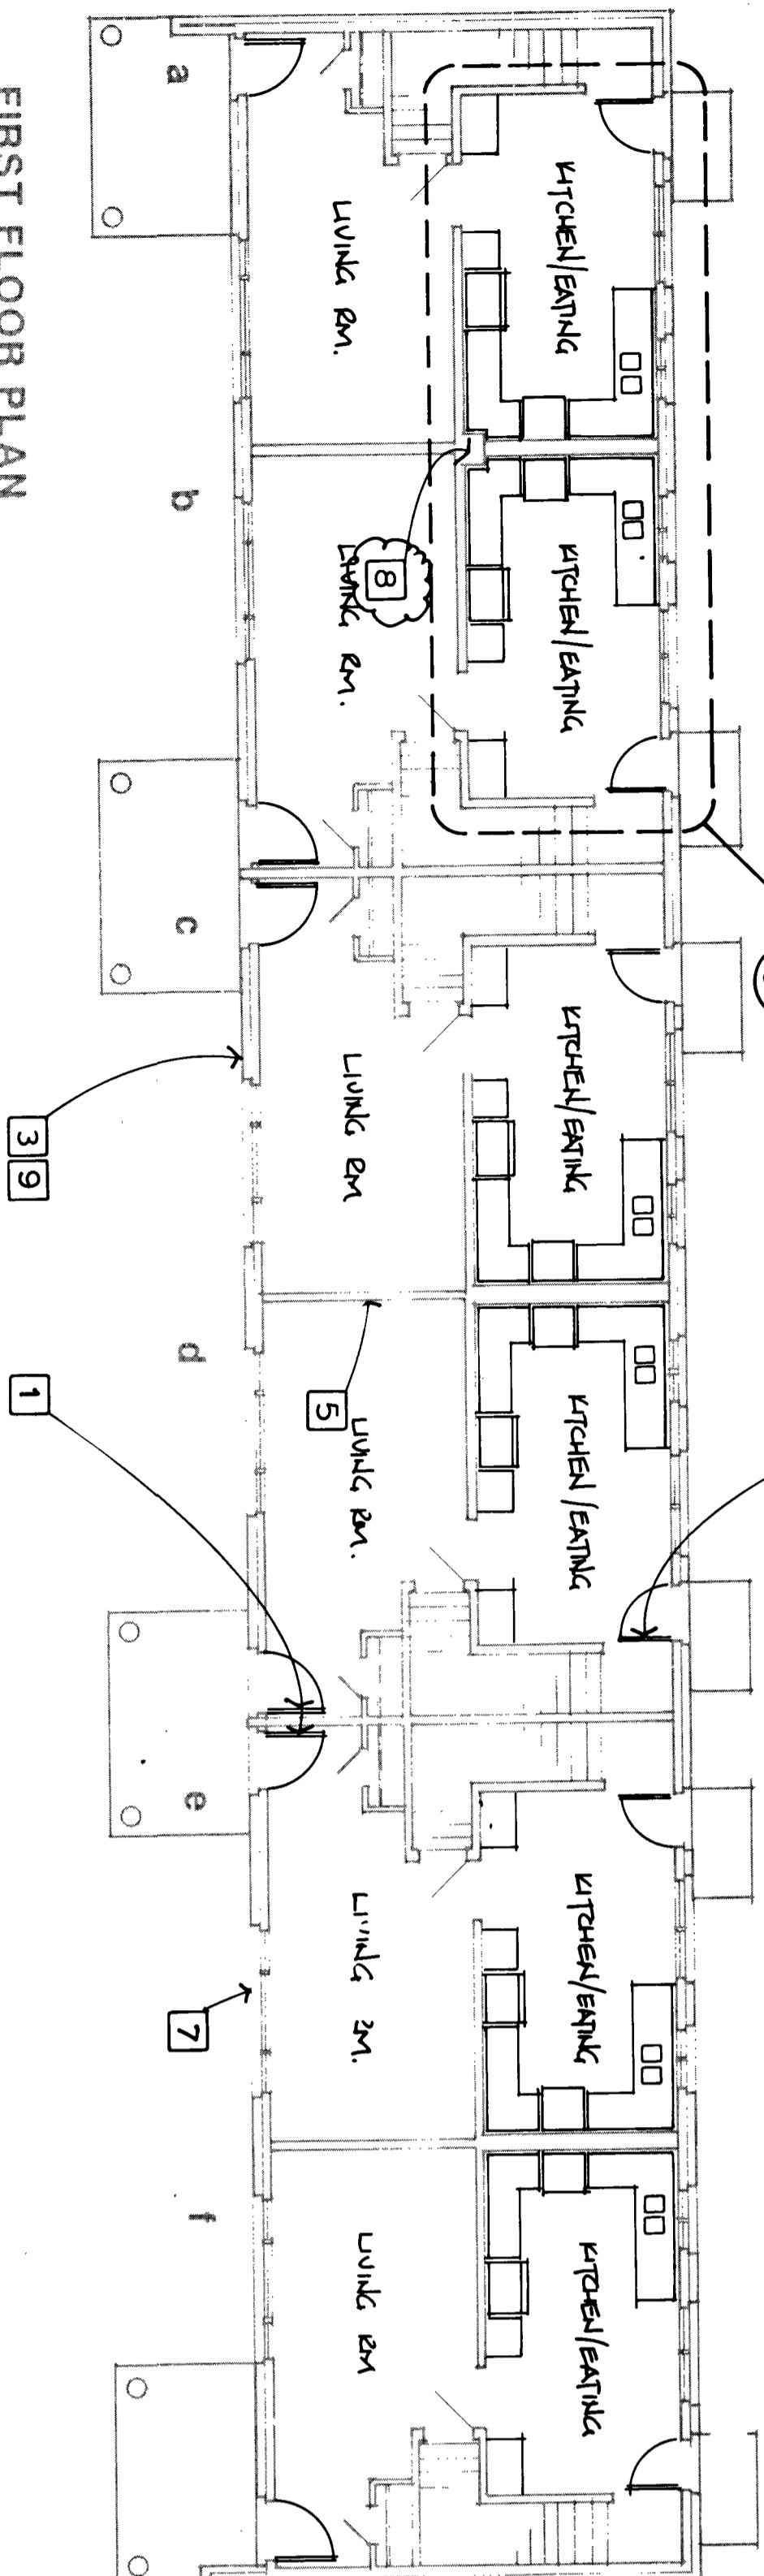 KITCHEN/EATING
KITCHEN/EATING
KITCHEN/EATING
KITCHEN/EATING
KITCHEN/EATING
KITCHEN/EATING
LIVING RM.
LIVING RM.
LIVING RM
LIVING RM.
LIVING RM.
LIVING RM
8
5
a
b
c
d
e
f
3 9
1
7
FIRST FLOOR PLAN